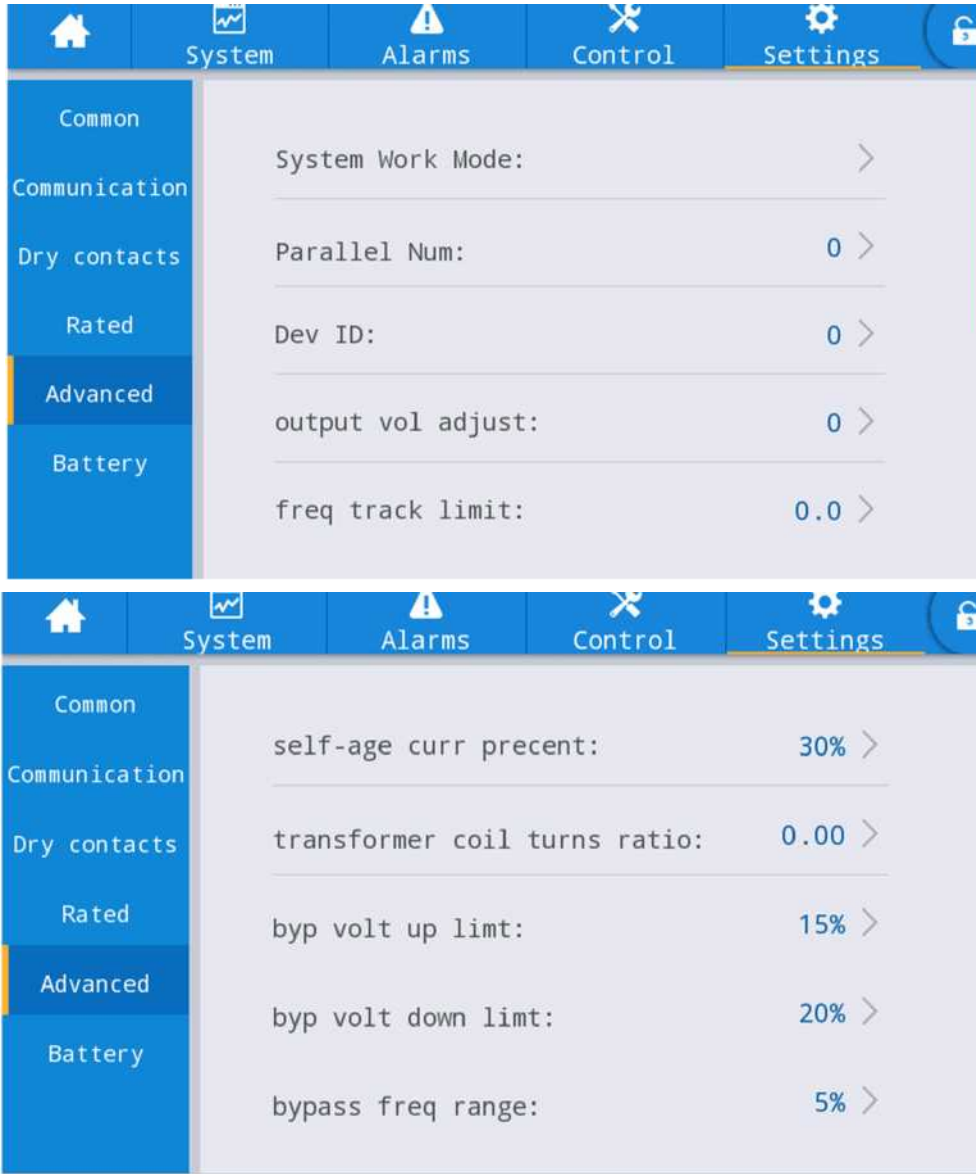 System Alarms Control Settings
Common
Communication
Dry contacts
Rated
Advanced
Battery
System Work Mode:
Parallel Num: 0
Dev ID: 0
output vol adjust: 0
freq track limit: 0.0
System Alarms Control Settings
Common
Communication
Dry contacts
Rated
Advanced
Battery
self-age curr precent: 30%
transformer coil turns ratio: 0.00
byp volt up limt: 15%
byp volt down limt: 20%
bypass freq range: 5%